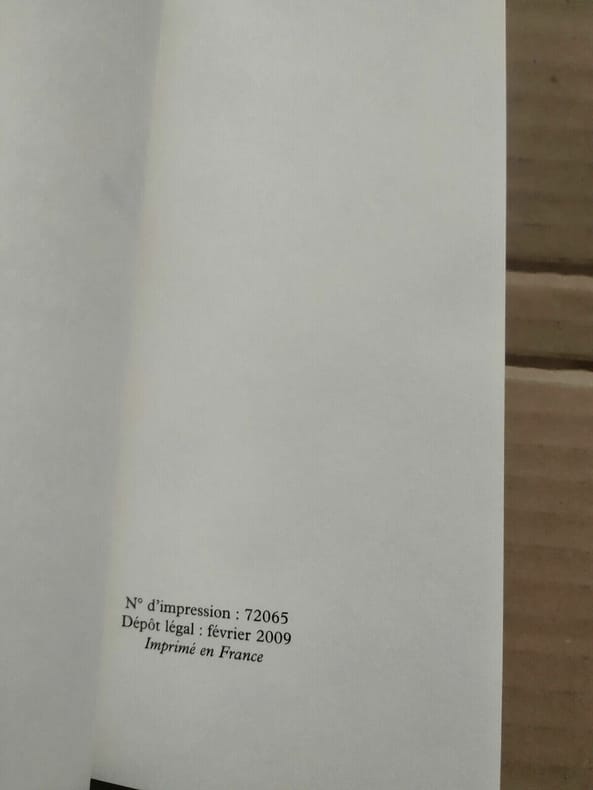 N° d'impression : 72065
Dépôt légal : février 2009
Imprimé en France